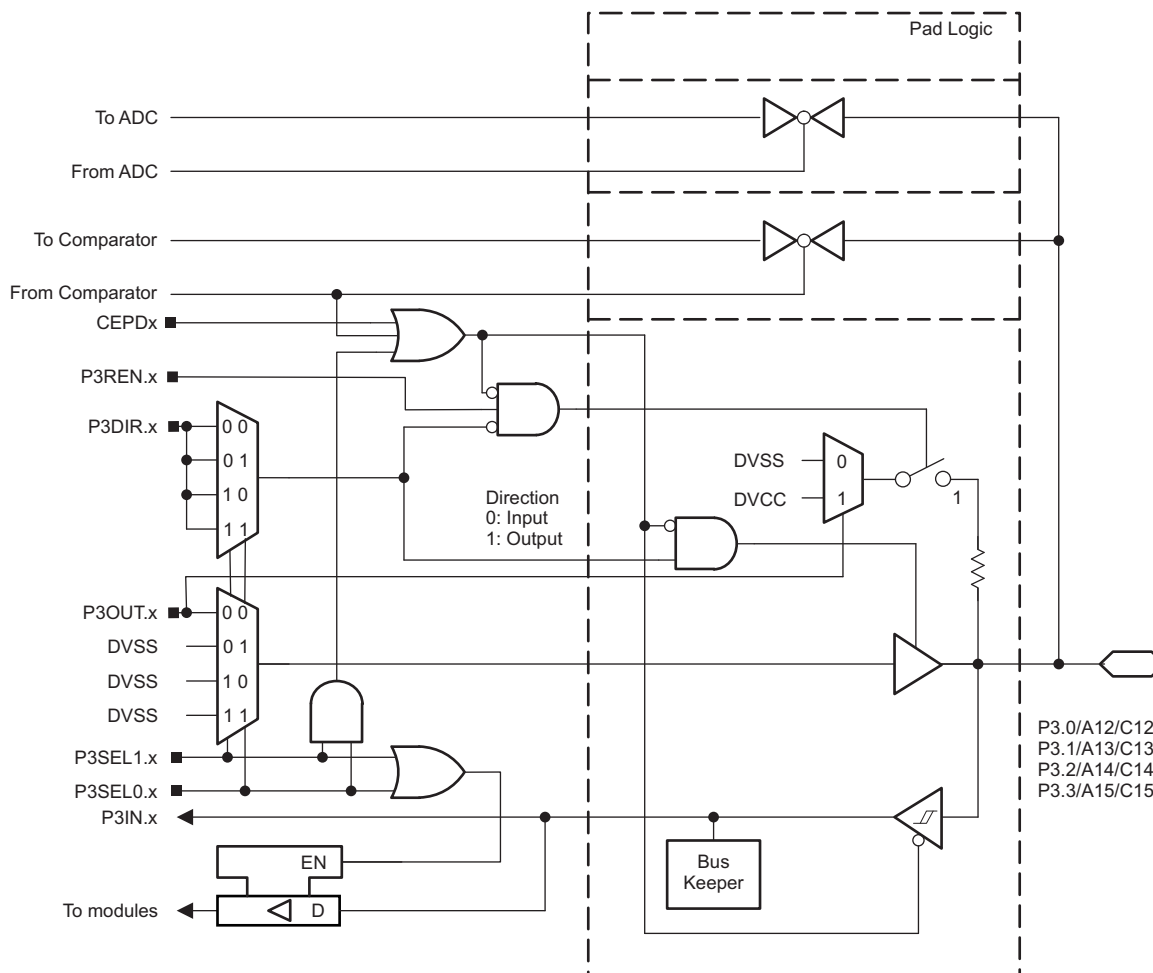 Pad Logic
To ADC
From ADC
To Comparator
From Comparator
CEPDx
P3REN.x
P3DIR.x
0 0
0 1
1 0
1 1
Direction
0: Input
1: Output
DVSS
0
DVCC
1
1
P3OUT.x
0 0
DVSS
0 1
DVSS
1 0
DVSS
1 1
P3SEL1.x
P3SEL0.x
P3IN.x
P3.0/A12/C12
P3.1/A13/C13
P3.2/A14/C14
P3.3/A15/C15
Bus
Keeper
EN
To modules
D